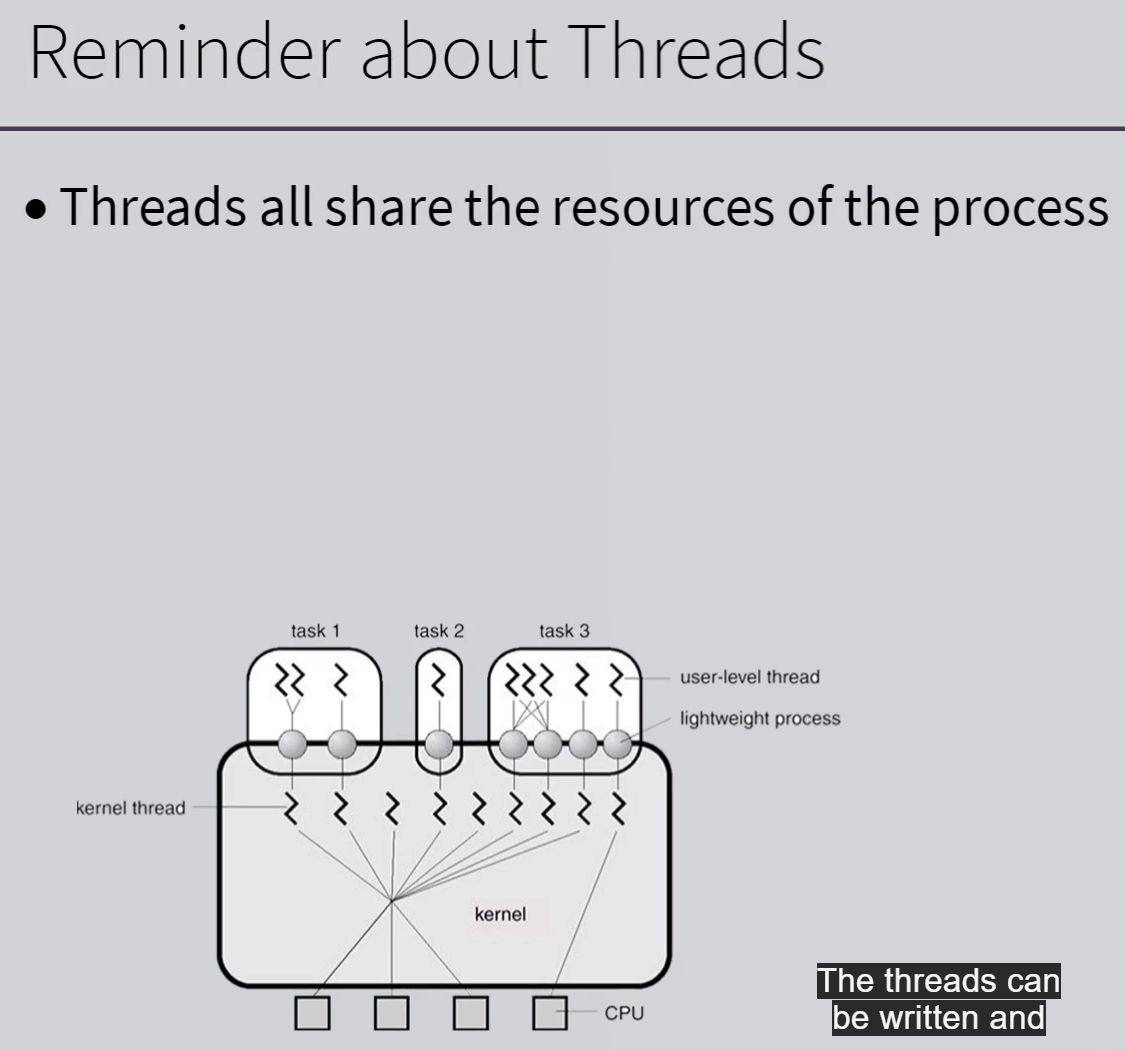 Reminder about Threads
• Threads all share the resources of the process
task 1 task 2 task 3
user-level thread
lightweight process
kernel thread
kernel
CPU
The threads can
be written and